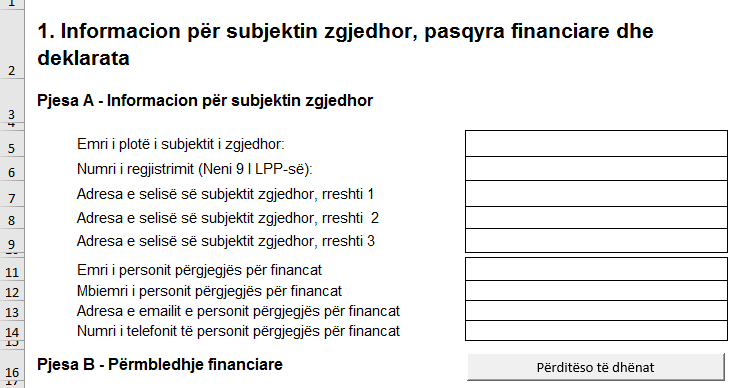 1
1. Informacion për subjektin zgjedhor, pasqyra financiare dhe
2 deklarata
3 Pjesa A - Informacion për subjektin zgjedhor
4
5 Emri i plotë i subjektit i zgjedhor:
6 Numri i regjistrimit (Neni 9 I LPP-së):
7 Adresa e selisë së subjektit zgjedhor, rreshti 1
8 Adresa e selisë së subjektit zgjedhor, rreshti 2
9 Adresa e selisë së subjektit zgjedhor, rreshti 3
10
11 Emri i personit përgjegjës për financat
12 Mbiemri i personit përgjegjës për financat
13 Adresa e emailit e personit përgjegjës për financat
14 Numri i telefonit të personit përgjegjës për financat
15
16 Pjesa B - Përmbledhje financiare Përditëso të dhënat
17